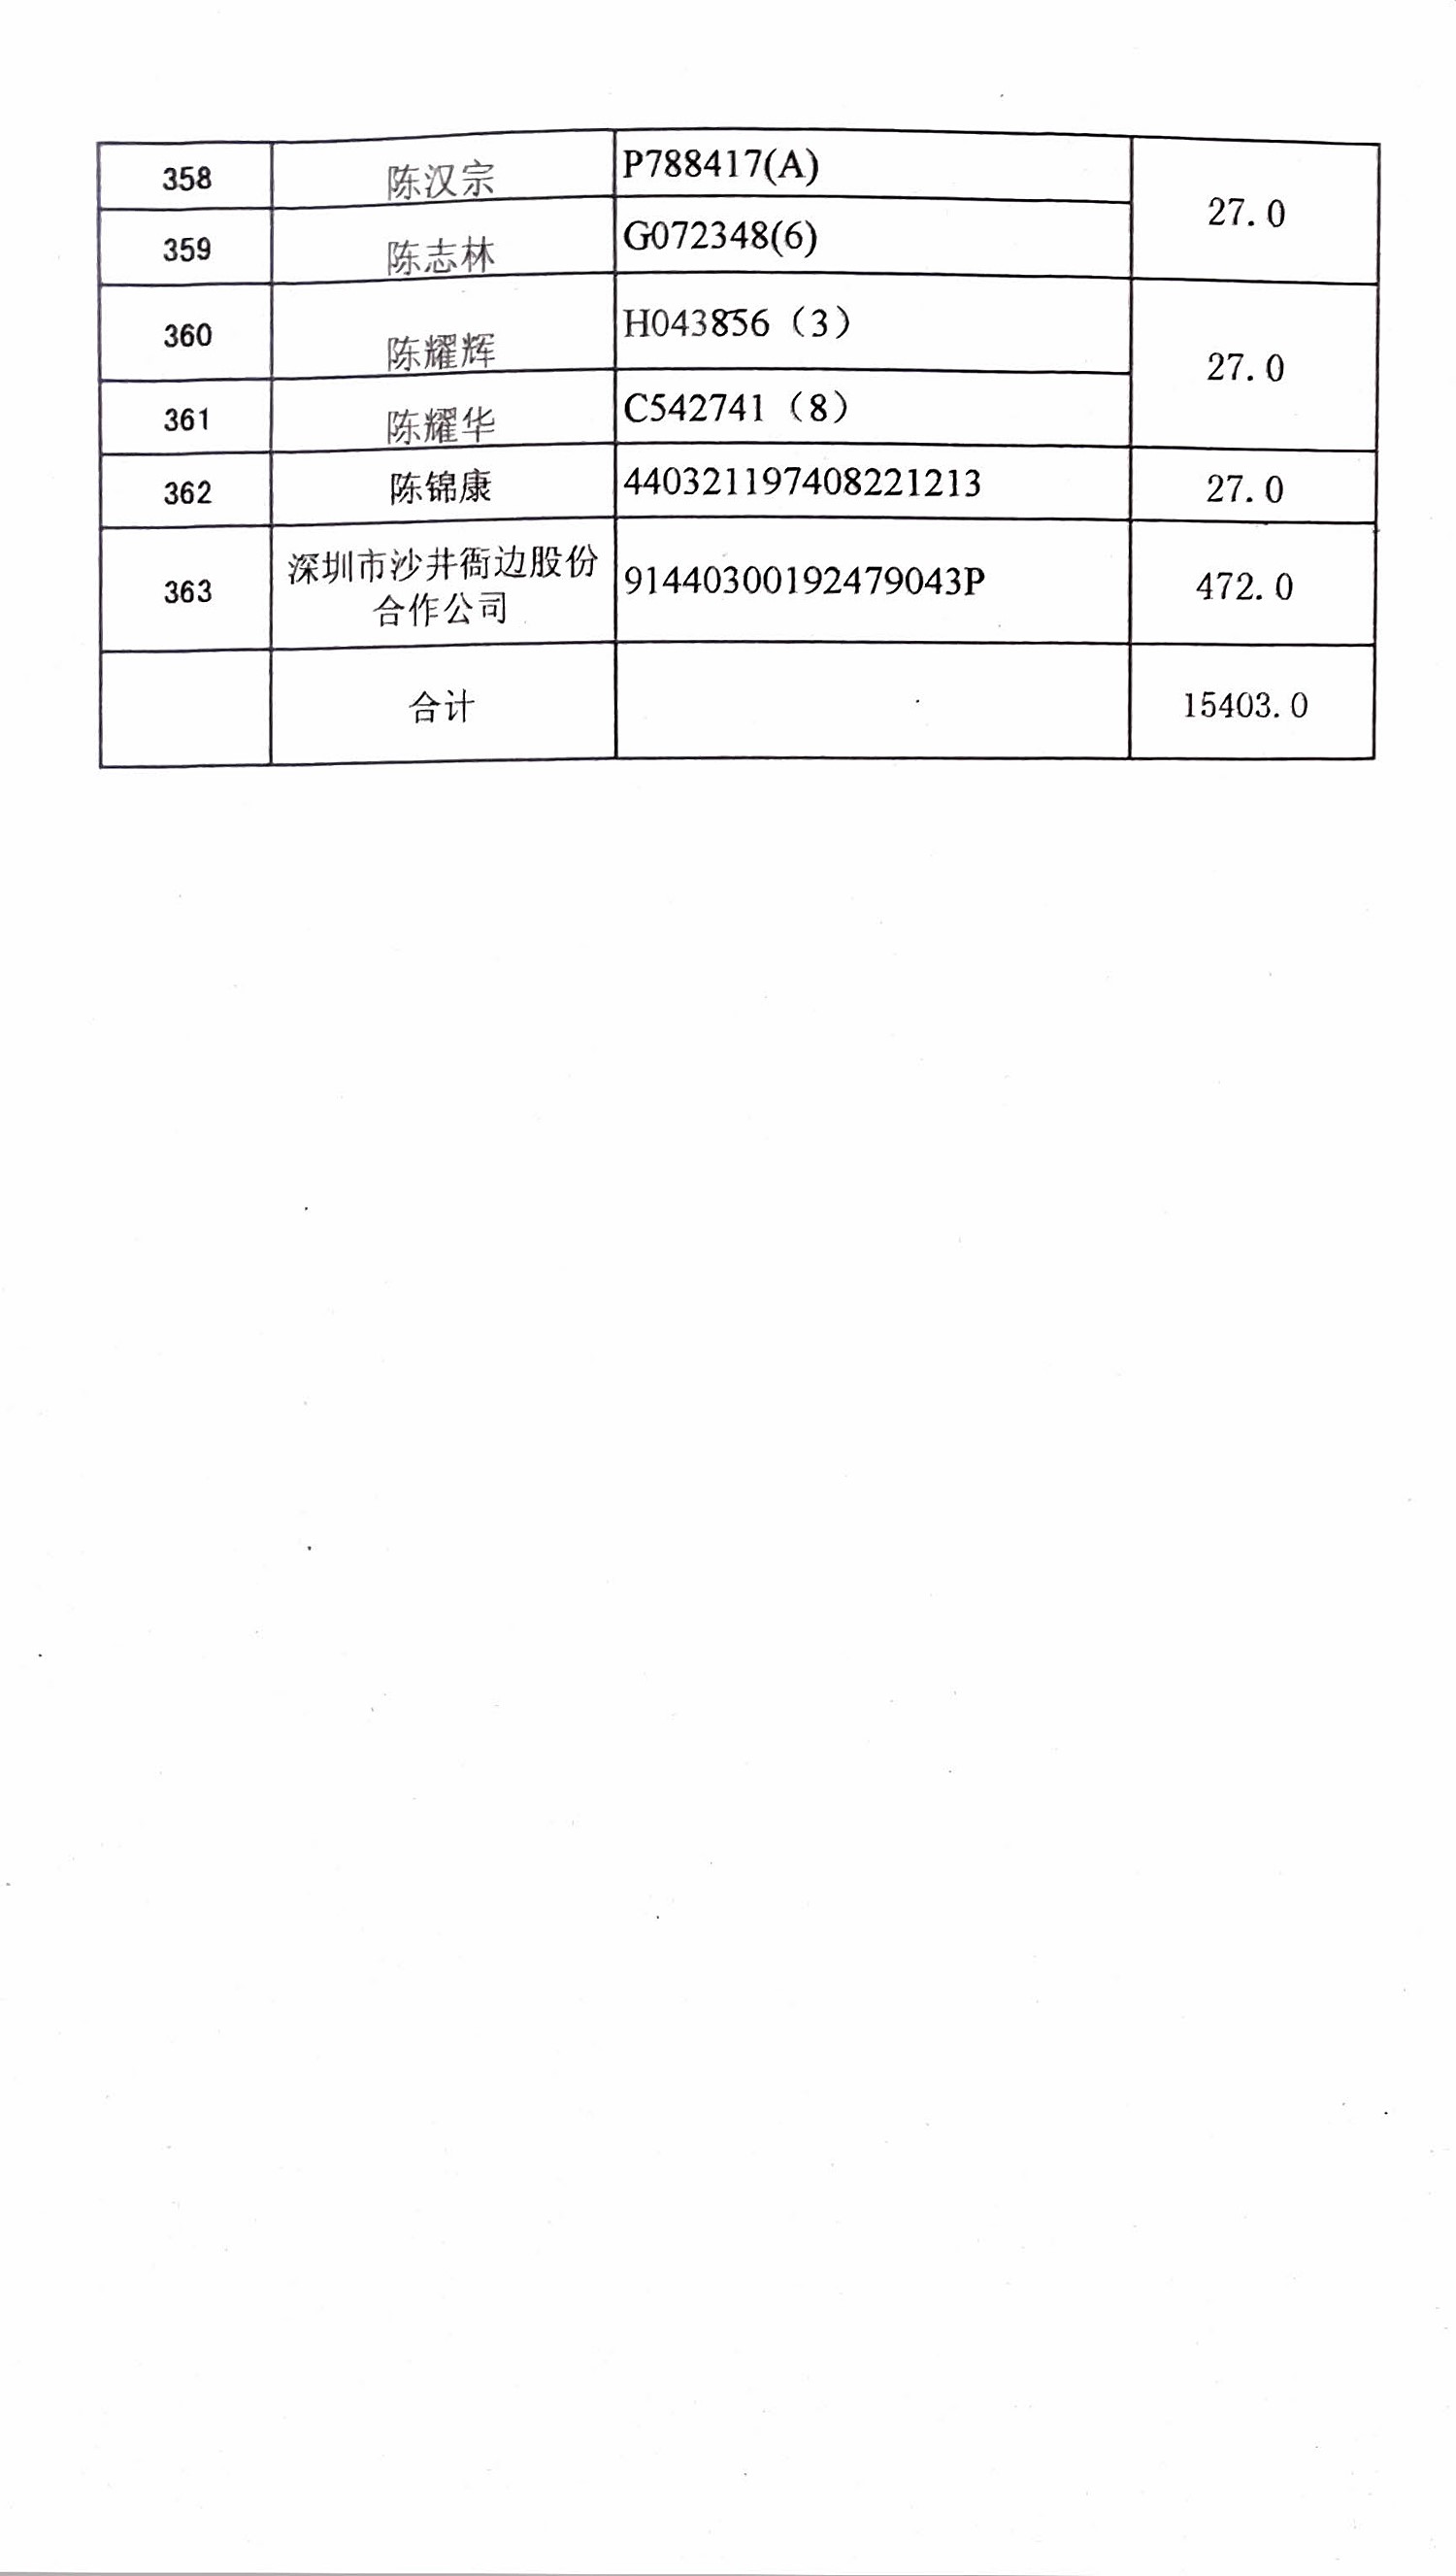 358 陈汉宗 P788417(A) 27.0
359 陈志林 G072348(6)
360 陈耀辉 H043856（3） 27.0
361 陈耀华 C542741（8）
362 陈锦康 440321197408221213 27.0
363 深圳市沙井衙边股份 91440300192479043P 472.0
合作公司
合计 15403.0